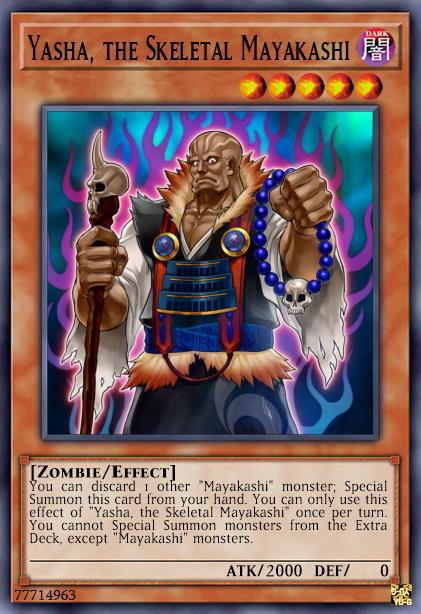 YASHA, THE SKELETAL MAYAKASHI
DARK
闇
[ZOMBIE/EFFECT]
You can discard 1 other "Mayakashi" monster; Special
Summon this card from your hand. You can only use this
effect of "Yasha, the Skeletal Mayakashi" once per turn.
You cannot Special Summon monsters from the Extra
Deck, except "Mayakashi" monsters.
ATK/2000 DEF/ 0
77714963